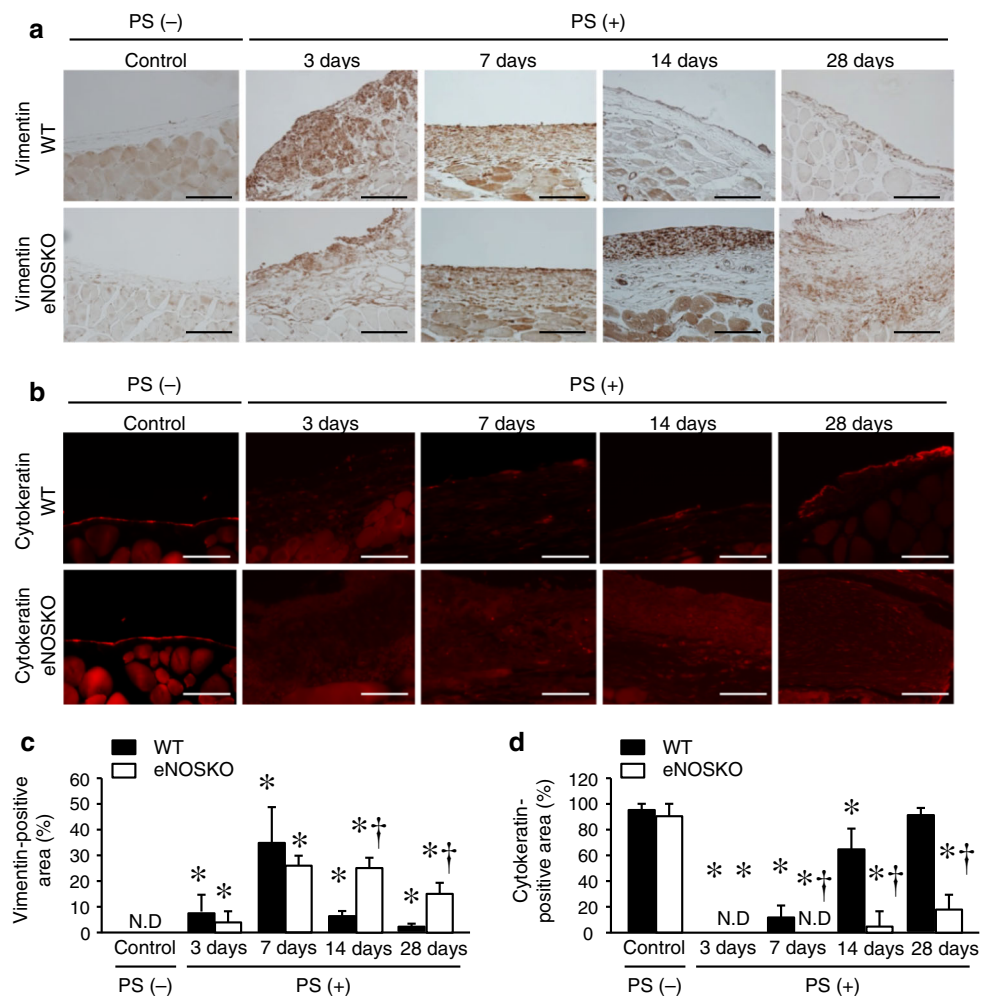 a
PS (–) PS (+)
Control 3 days 7 days 14 days 28 days
Vimentin
WT
Vimentin
eNOSKO
b
PS (–) PS (+)
Control 3 days 7 days 14 days 28 days
Cytokeratin
WT
Cytokeratin
eNOSKO
c
WT
eNOSKO
Vimentin-positive
area (%)
60
50
40
30
20
10
0
N.D
* * * * * *† * *†
Control 3 days 7 days 14 days 28 days
PS (–) PS (+)
d
WT
eNOSKO
Cytokeratin-
positive area (%)
120
100
80
60
40
20
0
* * * *† * *† *†
N.D N.D
Control 3 days 7 days 14 days 28 days
PS (–) PS (+)